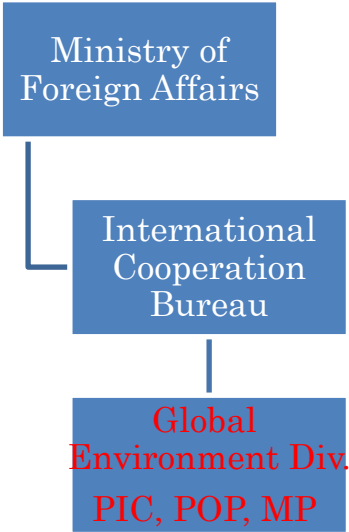 Ministry of
Foreign Affairs
International
Cooperation
Bureau
Global
Environment Div.
PIC, POP, MP